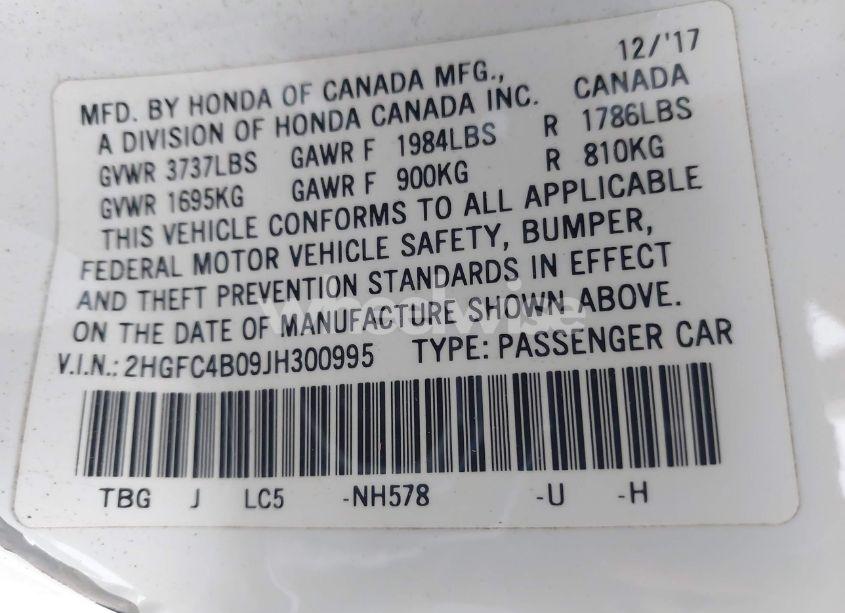 12/'17
MFD. BY HONDA OF CANADA MFG.,
A DIVISION OF HONDA CANADA INC. CANADA
GVWR 3737LBS GAWR F 1984LBS R 1786LBS
GVWR 1695KG GAWR F 900KG R 810KG
THIS VEHICLE CONFORMS TO ALL APPLICABLE
FEDERAL MOTOR VEHICLE SAFETY, BUMPER,
AND THEFT PREVENTION STANDARDS IN EFFECT
ON THE DATE OF MANUFACTURE SHOWN ABOVE.
wheelwise
V.I.N.: 2HGFC4B09JH300995 TYPE: PASSENGER CAR
TBG J LC5 -NH578 -U -H